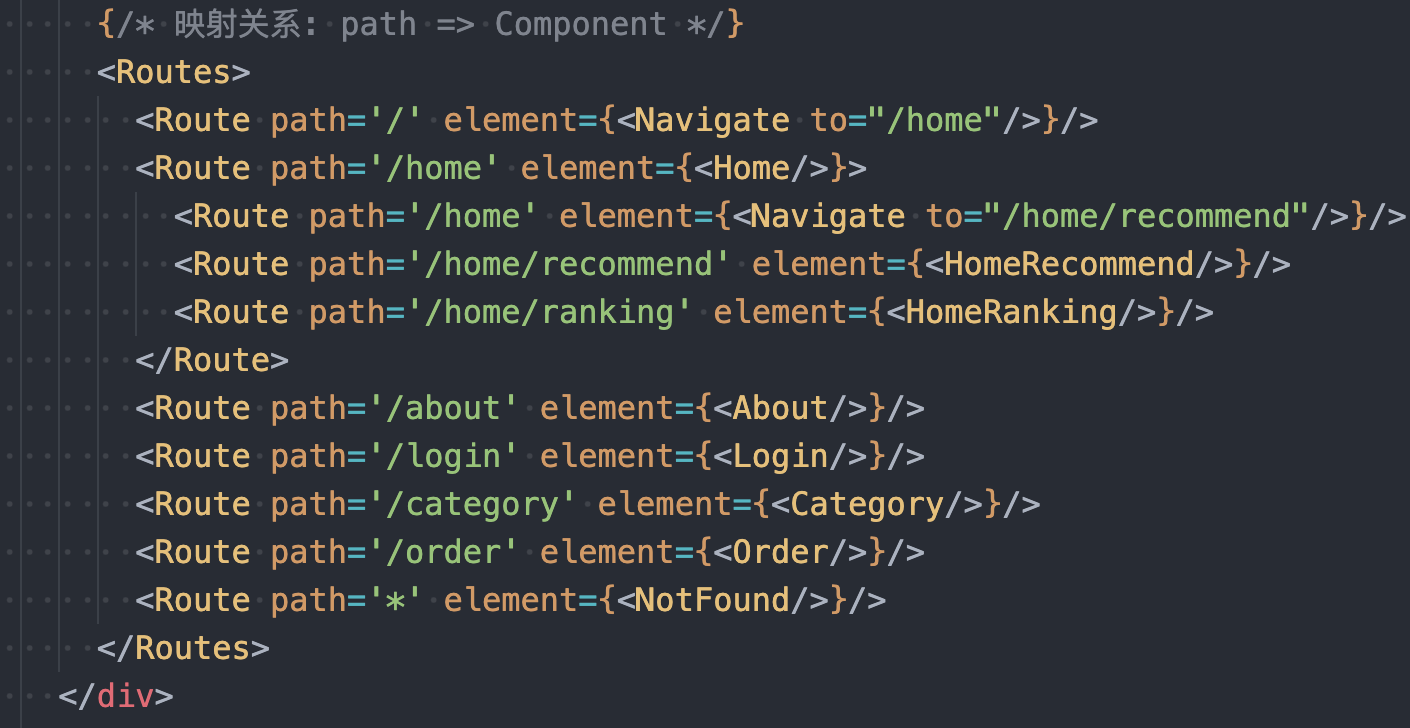 {/* 映射关系: path => Component */}
<Routes>
<Route path='/' element={<Navigate to="/home"/>}/>
<Route path='/home' element={<Home/>}>
<Route path='/home' element={<Navigate to="/home/recommend"/>}/>
<Route path='/home/recommend' element={<HomeRecommend/>}/>
<Route path='/home/ranking' element={<HomeRanking/>}/>
</Route>
<Route path='/about' element={<About/>}/>
<Route path='/login' element={<Login/>}/>
<Route path='/category' element={<Category/>}/>
<Route path='/order' element={<Order/>}/>
<Route path='*' element={<NotFound/>}/>
</Routes>
</div>